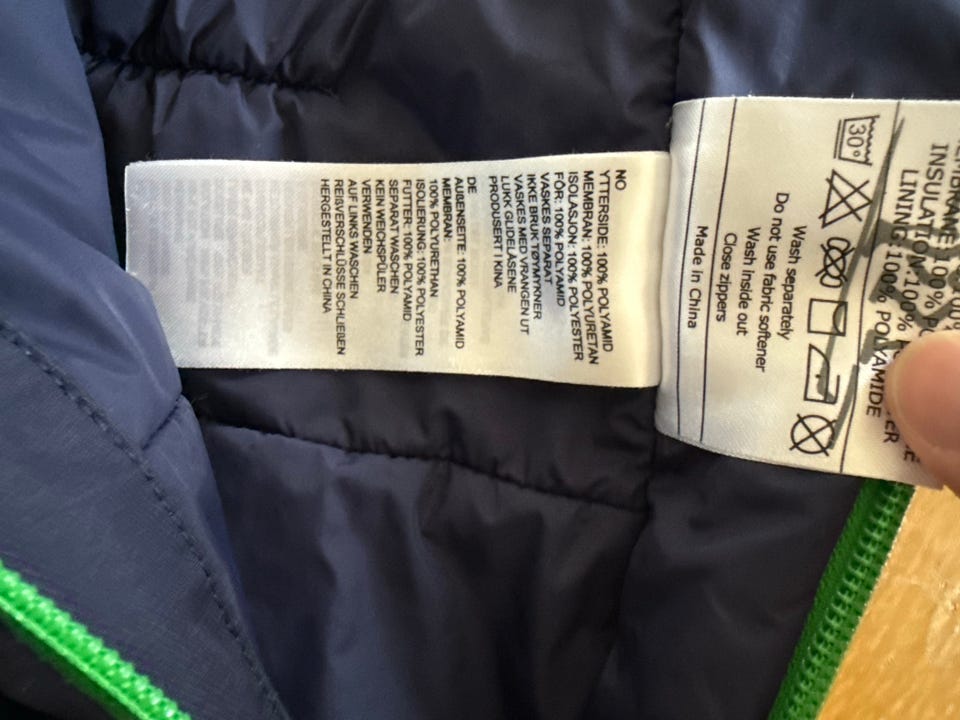 NO
YTTERSIDE: 100% POLYAMID
MEMBRAN: 100% POLYURETAN
ISOLASJON: 100% POLYESTER
FÔR: 100% POLYAMID
VASKES SEPARAT
IKKE BRUK TØYMYKNER
VASKES MED VRANGEN UT
LUKK GLIDELÅSENE
PRODUSERT I KINA
DE
AUßENSEITE: 100% POLYAMID
MEMBRAN:
100% POLYURETHAN
ISOLIERUNG: 100% POLYESTER
FUTTER: 100% POLYAMID
SEPARAT WASCHEN
KEIN WEICHSPÜLER
VERWENDEN
AUF LINKS WASCHEN
REIßVERSCHLÜSSE SCHLIEßEN
HERGESTELLT IN CHINA
INSULATION: 100%
LINING: 100% POLYAMIDE
30°
Wash separately
Do not use fabric softener
Wash inside out
Close zippers
Made in China